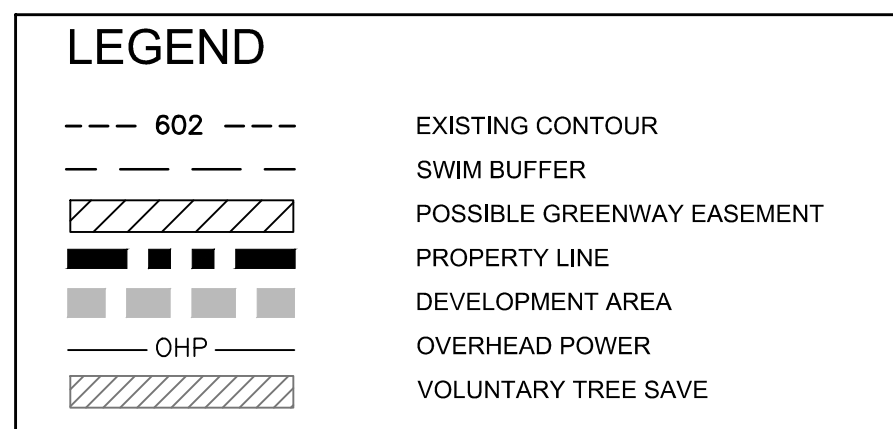 LEGEND
602 EXISTING CONTOUR
SWIM BUFFER
POSSIBLE GREENWAY EASEMENT
PROPERTY LINE
DEVELOPMENT AREA
OHP OVERHEAD POWER
VOLUNTARY TREE SAVE